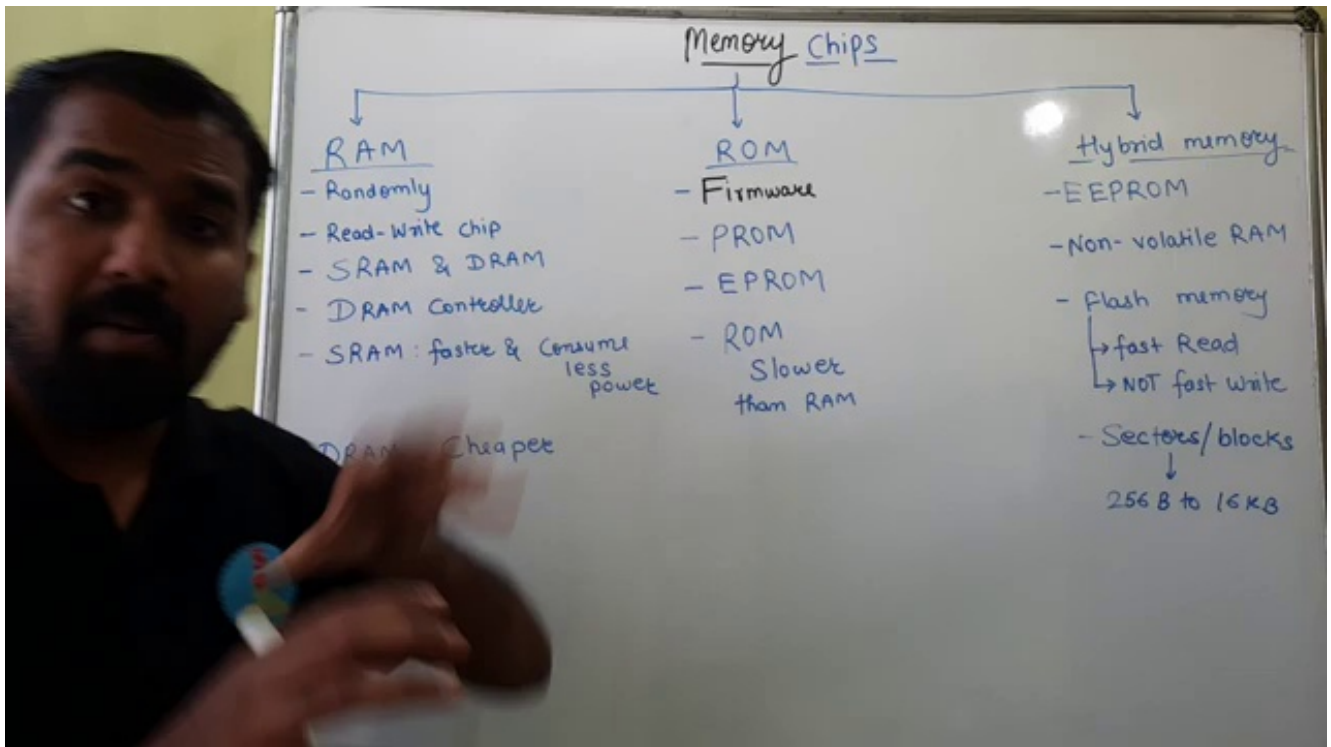 Memory Chips
RAM
- Randomly
- Read-Write chip
- SRAM & DRAM
- DRAM Controller
- SRAM : faster & Consume
less
power
DRAM Cheaper
ROM
- Firmware
- PROM
- EPROM
- ROM
Slower
than RAM
Hybrid memory
- EEPROM
- Non-volatile RAM
- Flash memory
→ fast Read
→ NOT fast write
- Sectors/blocks
↓
256 B to 16 KB